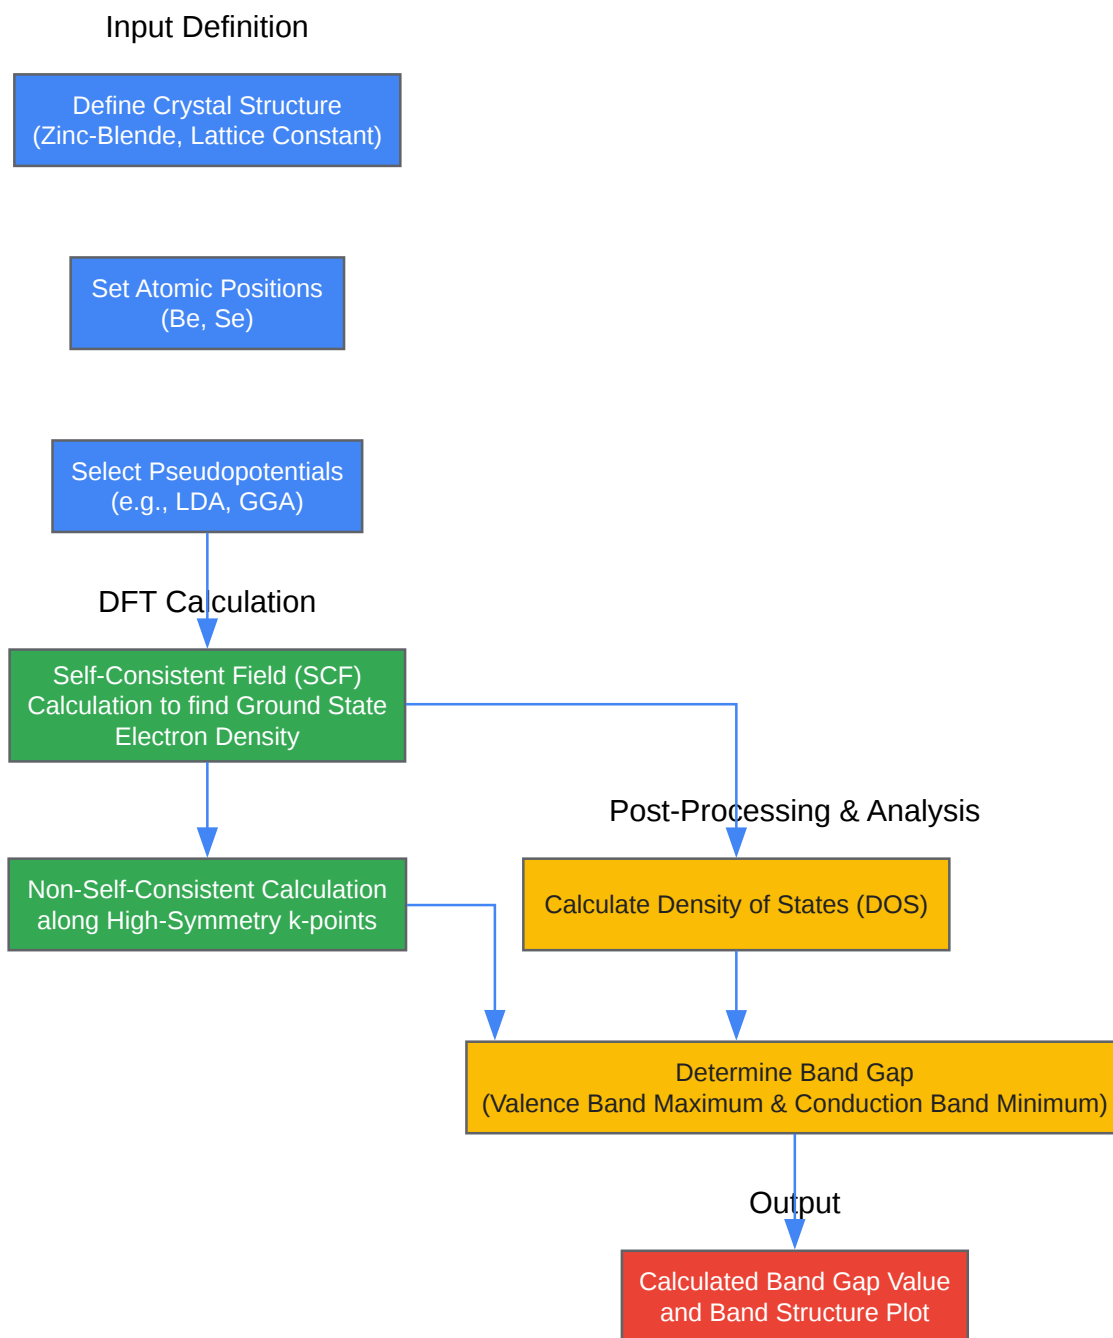 Input Definition
Define Crystal Structure
(Zinc-Blende, Lattice Constant)
Set Atomic Positions
(Be, Se)
Select Pseudopotentials
(e.g., LDA, GGA)
DFT Calculation
Self-Consistent Field (SCF)
Calculation to find Ground State
Electron Density
Post-Processing & Analysis
Non-Self-Consistent Calculation
along High-Symmetry k-points
Calculate Density of States (DOS)
Determine Band Gap
(Valence Band Maximum & Conduction Band Minimum)
Output
Calculated Band Gap Value
and Band Structure Plot